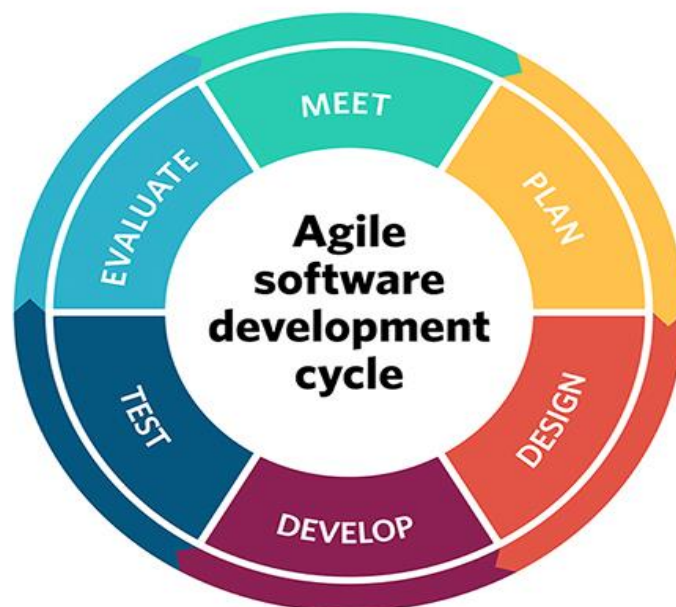 MEET
PLAN
DESIGN
DEVELOP
TEST
EVALUATE
Agile
software
development
cycle